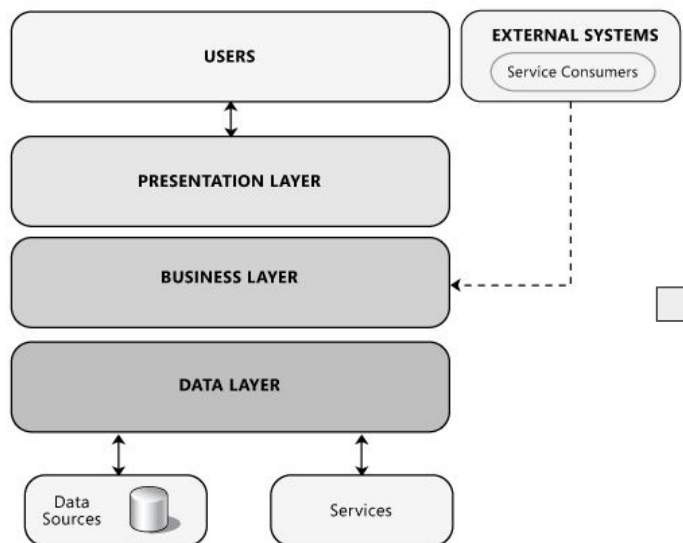 USERS
EXTERNAL SYSTEMS
Service Consumers
PRESENTATION LAYER
BUSINESS LAYER
DATA LAYER
Data
Sources
Services